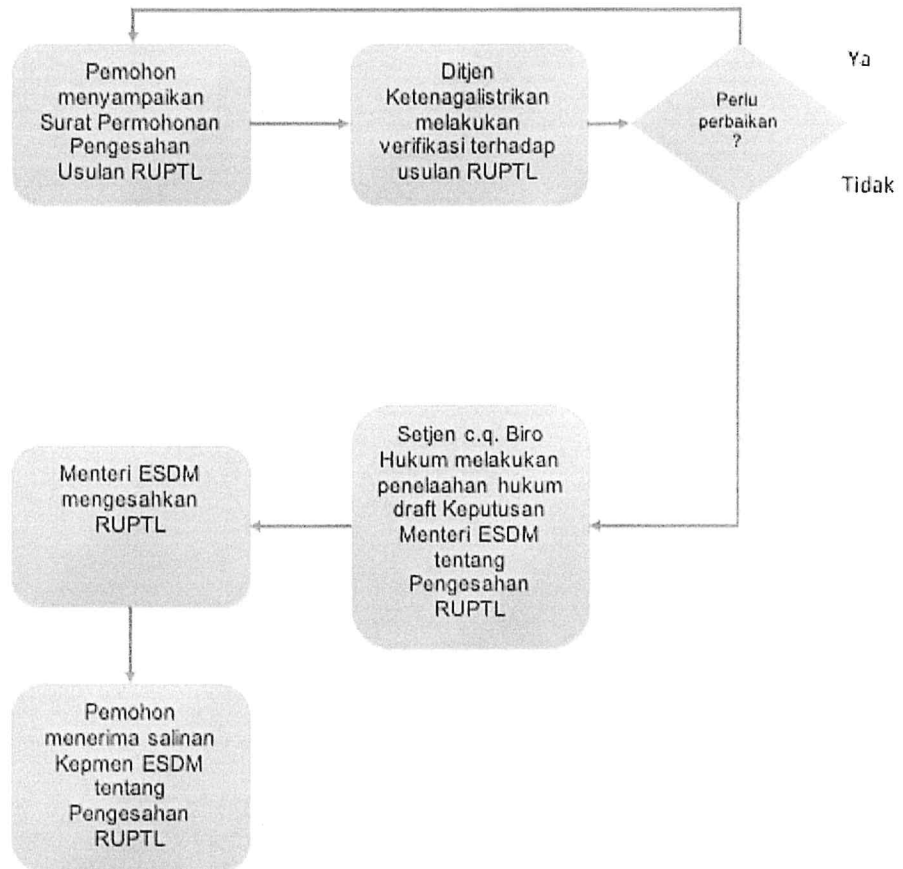 Pemohon
menyampaikan
Surat Permohonan
Pengesahan
Usulan RUPTL
Ditjen
Ketenagalistrikan
melakukan
verifikasi terhadap
usulan RUPTL
Perlu
perbaikan
?
Ya
Tidak
Setjen c.q. Biro
Hukum melakukan
penelaahan hukum
draft Keputusan
Menteri ESDM
tentang
Pengesahan
RUPTL
Menteri ESDM
mengesahkan
RUPTL
Pemohon
menerima salinan
Kepmen ESDM
tentang
Pengesahan
RUPTL